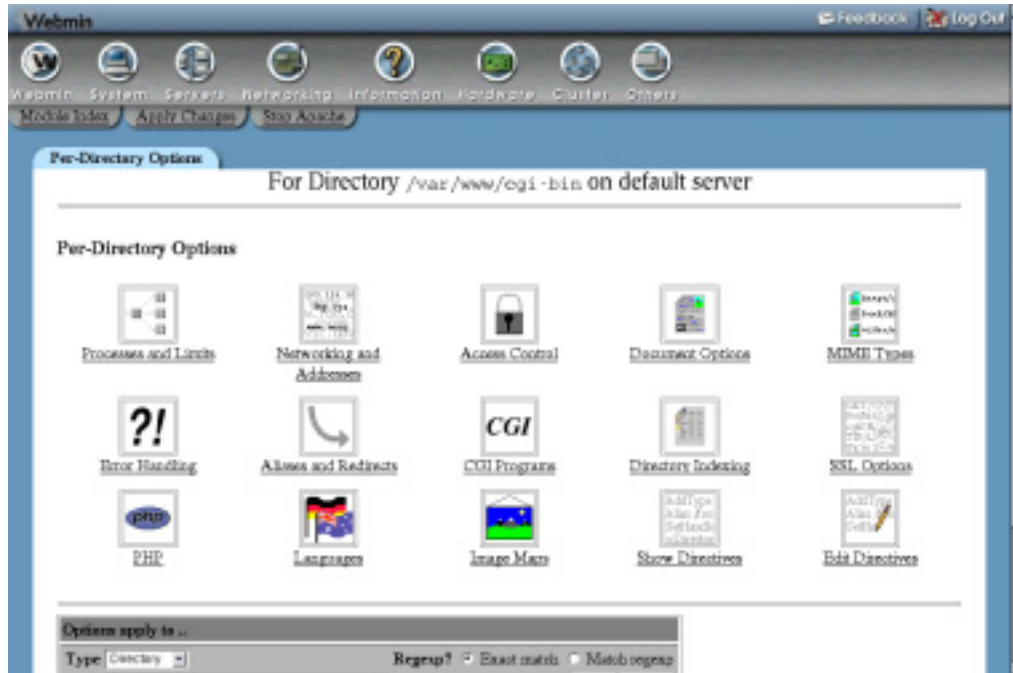 Webmin
Feedback Log Out
Webmin System Servers Networking Information Hardware Cluster Others
Module Index Apply Changes Stop Apache
Per-Directory Options
For Directory /var/www/cgi-bin on default server
Per-Directory Options
Processes and Limits Networking and Addresses Access Control Document Options MIME Types
?! CGI
Error Handling Aliases and Redirects CGI Programs Directory Indexing SSL Options
php
PHP Languages Image Maps Show Directives Edit Directives
Options apply to ..
Type Directory Regexp? Exact match Match regexp